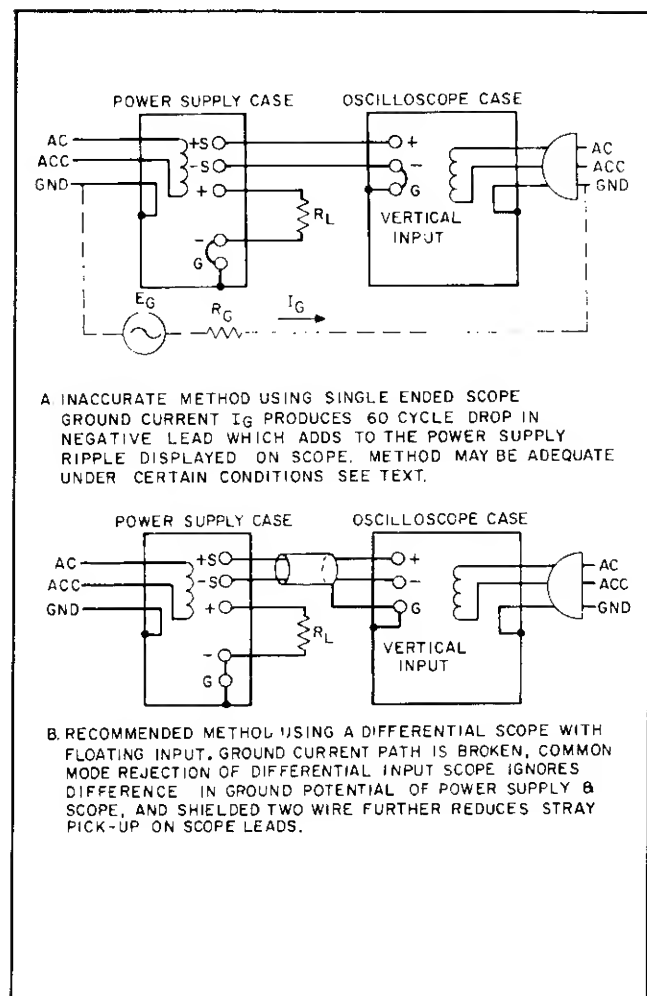 POWER SUPPLY CASE OSCILLOSCOPE CASE
AC +S + AC
ACC -S - ACC
GND + G GND
RL
VERTICAL
INPUT
-
G
EG RG IG
A INACCURATE METHOD USING SINGLE ENDED SCOPE
GROUND CURRENT IG PRODUCES 60 CYCLE DROP IN
NEGATIVE LEAD WHICH ADDS TO THE POWER SUPPLY
RIPPLE DISPLAYED ON SCOPE. METHOD MAY BE ADEQUATE
UNDER CERTAIN CONDITIONS SEE TEXT.
POWER SUPPLY CASE OSCILLOSCOPE CASE
AC +S + AC
ACC -S - ACC
GND + G GND
RL
VERTICAL
INPUT
-
G
B. RECOMMENDED METHOD USING A DIFFERENTIAL SCOPE WITH
FLOATING INPUT. GROUND CURRENT PATH IS BROKEN, COMMON
MODE REJECTION OF DIFFERENTIAL INPUT SCOPE IGNORES
DIFFERENCE IN GROUND POTENTIAL OF POWER SUPPLY &
SCOPE, AND SHIELDED TWO WIRE FURTHER REDUCES STRAY
PICK-UP ON SCOPE LEADS.